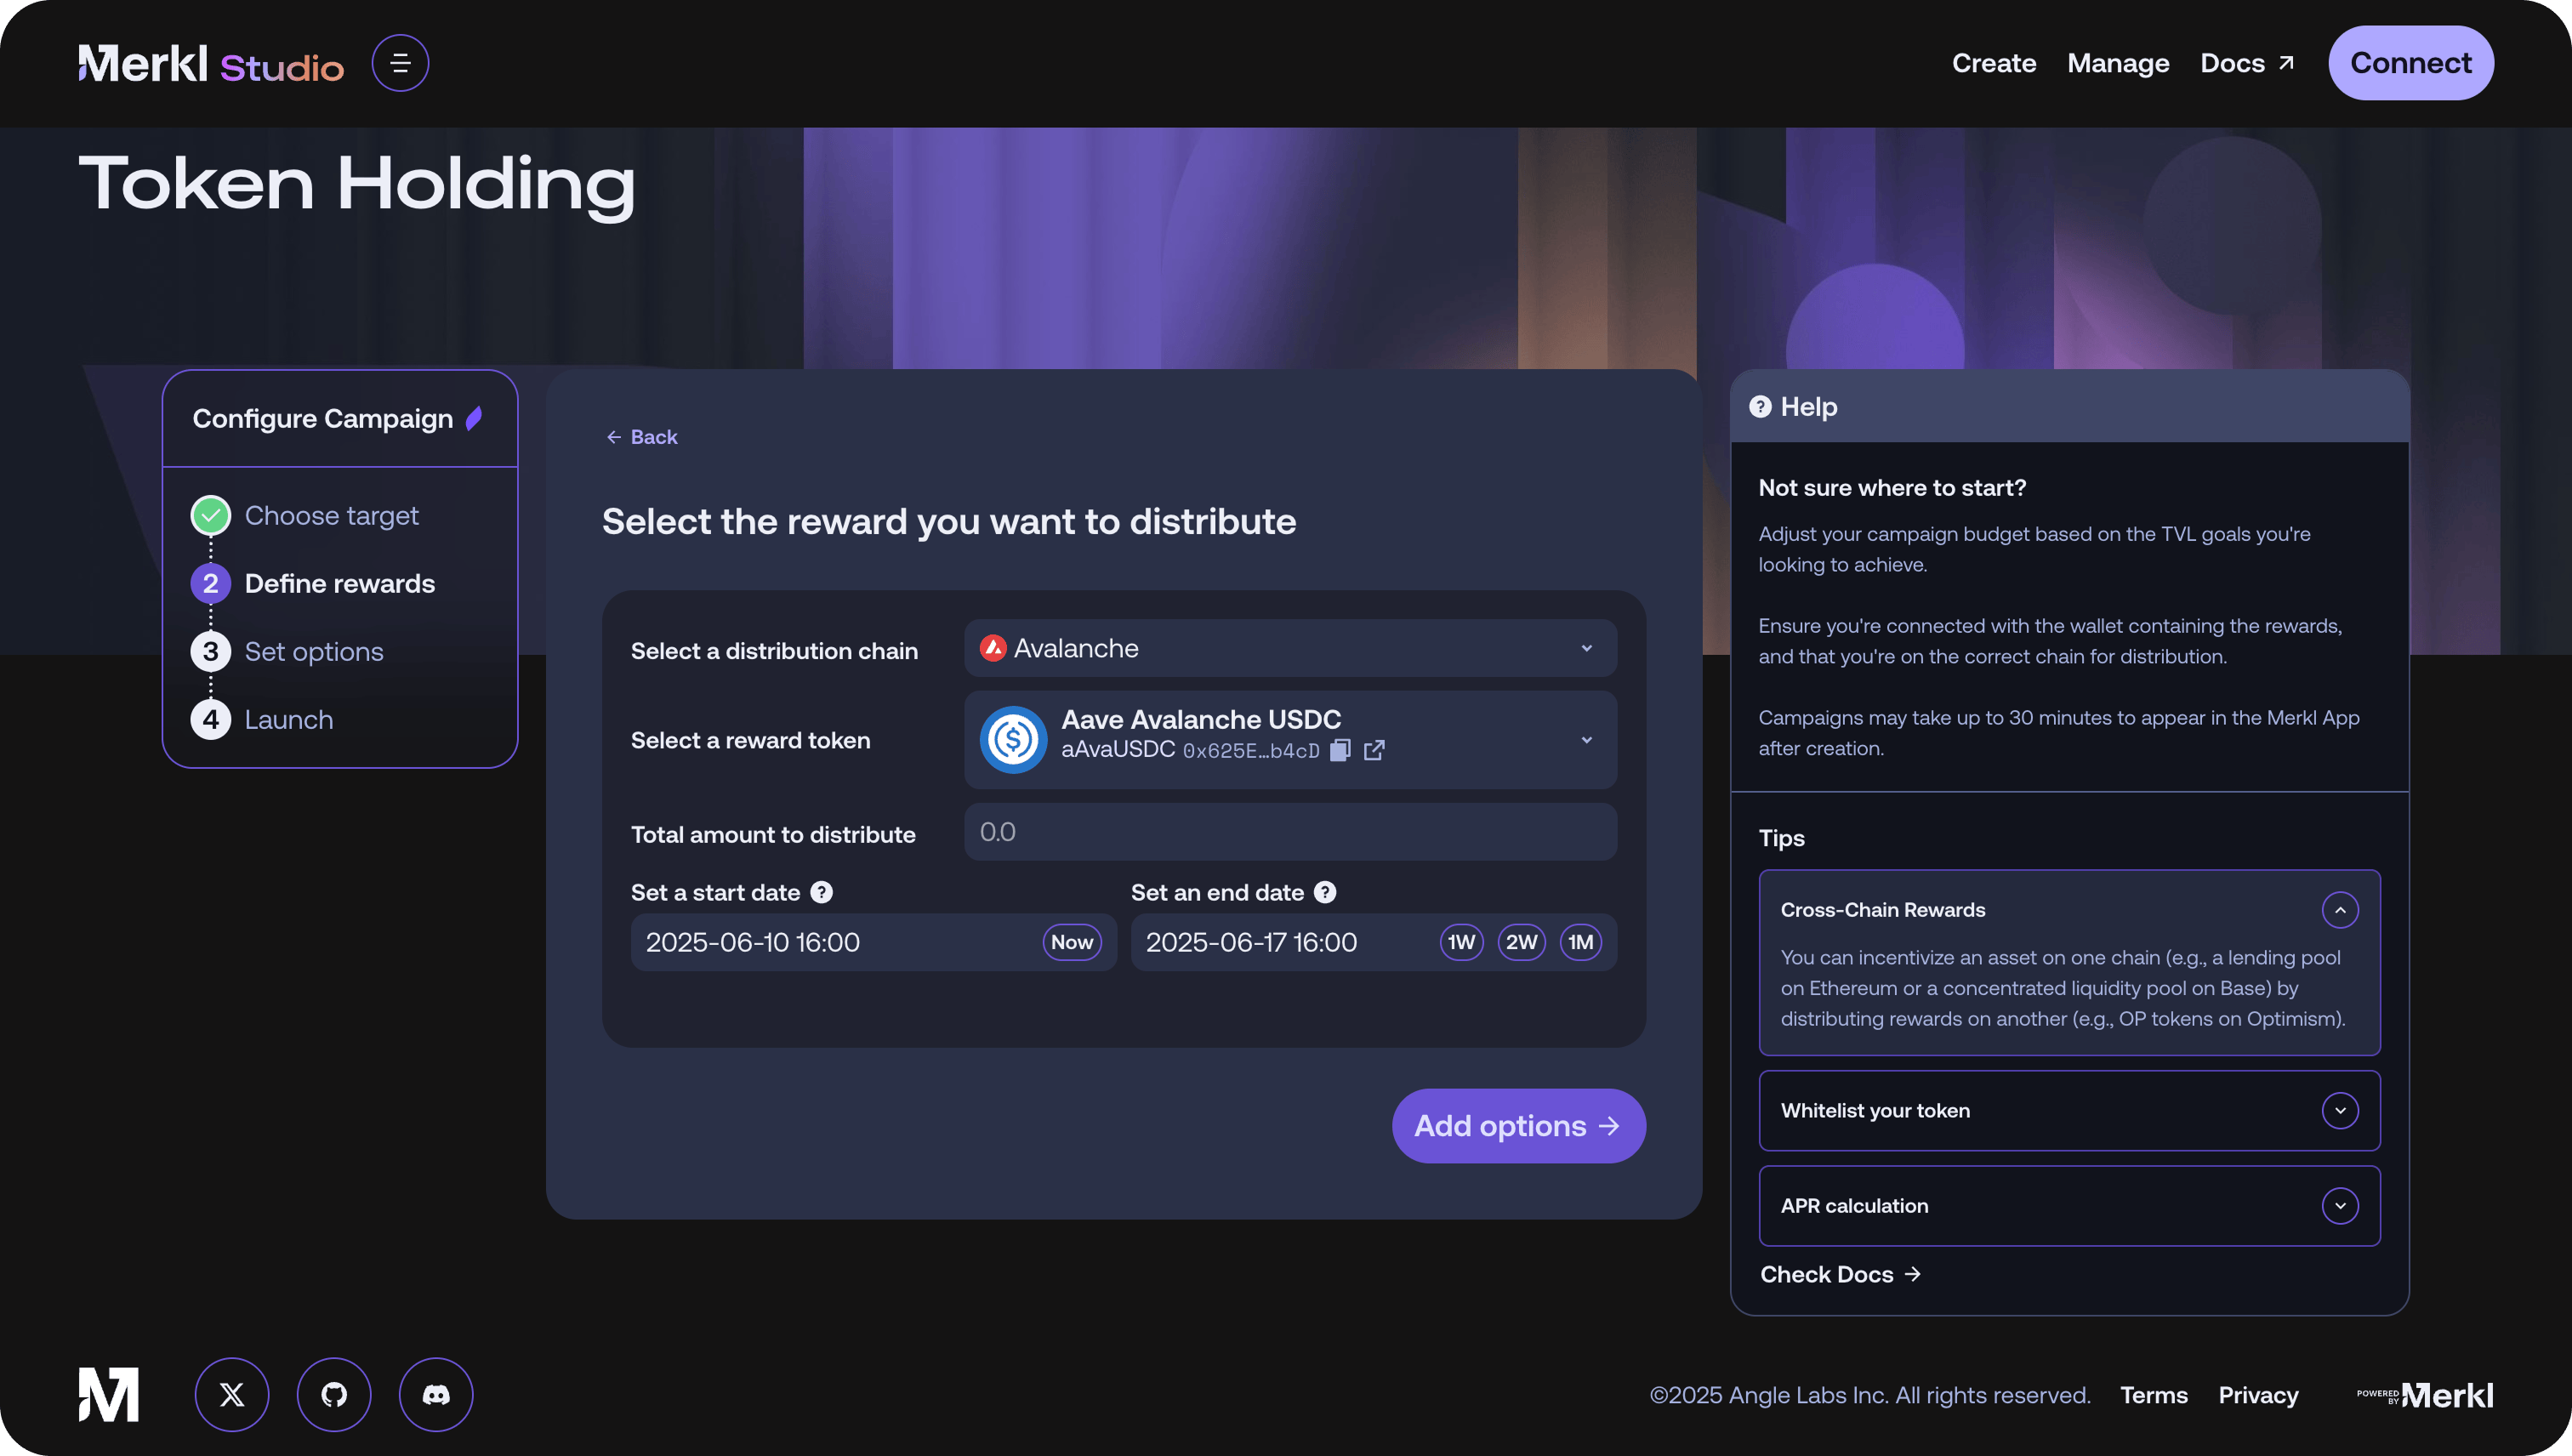 Merkl Studio
Create
Manage
Docs
Connect
Token Holding
Configure Campaign
Choose target
2 Define rewards
3 Set options
4 Launch
Back
Select the reward you want to distribute
Select a distribution chain
Avalanche
Select a reward token
Aave Avalanche USDC
aAvaUSDC 0x625E…b4cD
Total amount to distribute
0.0
Set a start date ?
2025-06-10 16:00
Now
Set an end date ?
2025-06-17 16:00
1W
2W
1M
Add options
? Help
Not sure where to start?
Adjust your campaign budget based on the TVL goals you're
looking to achieve.
Ensure you're connected with the wallet containing the rewards,
and that you're on the correct chain for distribution.
Campaigns may take up to 30 minutes to appear in the Merkl App
after creation.
Tips
Cross-Chain Rewards
You can incentivize an asset on one chain (e.g., a lending pool
on Ethereum or a concentrated liquidity pool on Base) by
distributing rewards on another (e.g., OP tokens on Optimism).
Whitelist your token
APR calculation
Check Docs
©2025 Angle Labs Inc. All rights reserved.
Terms
Privacy
POWERED BY Merkl